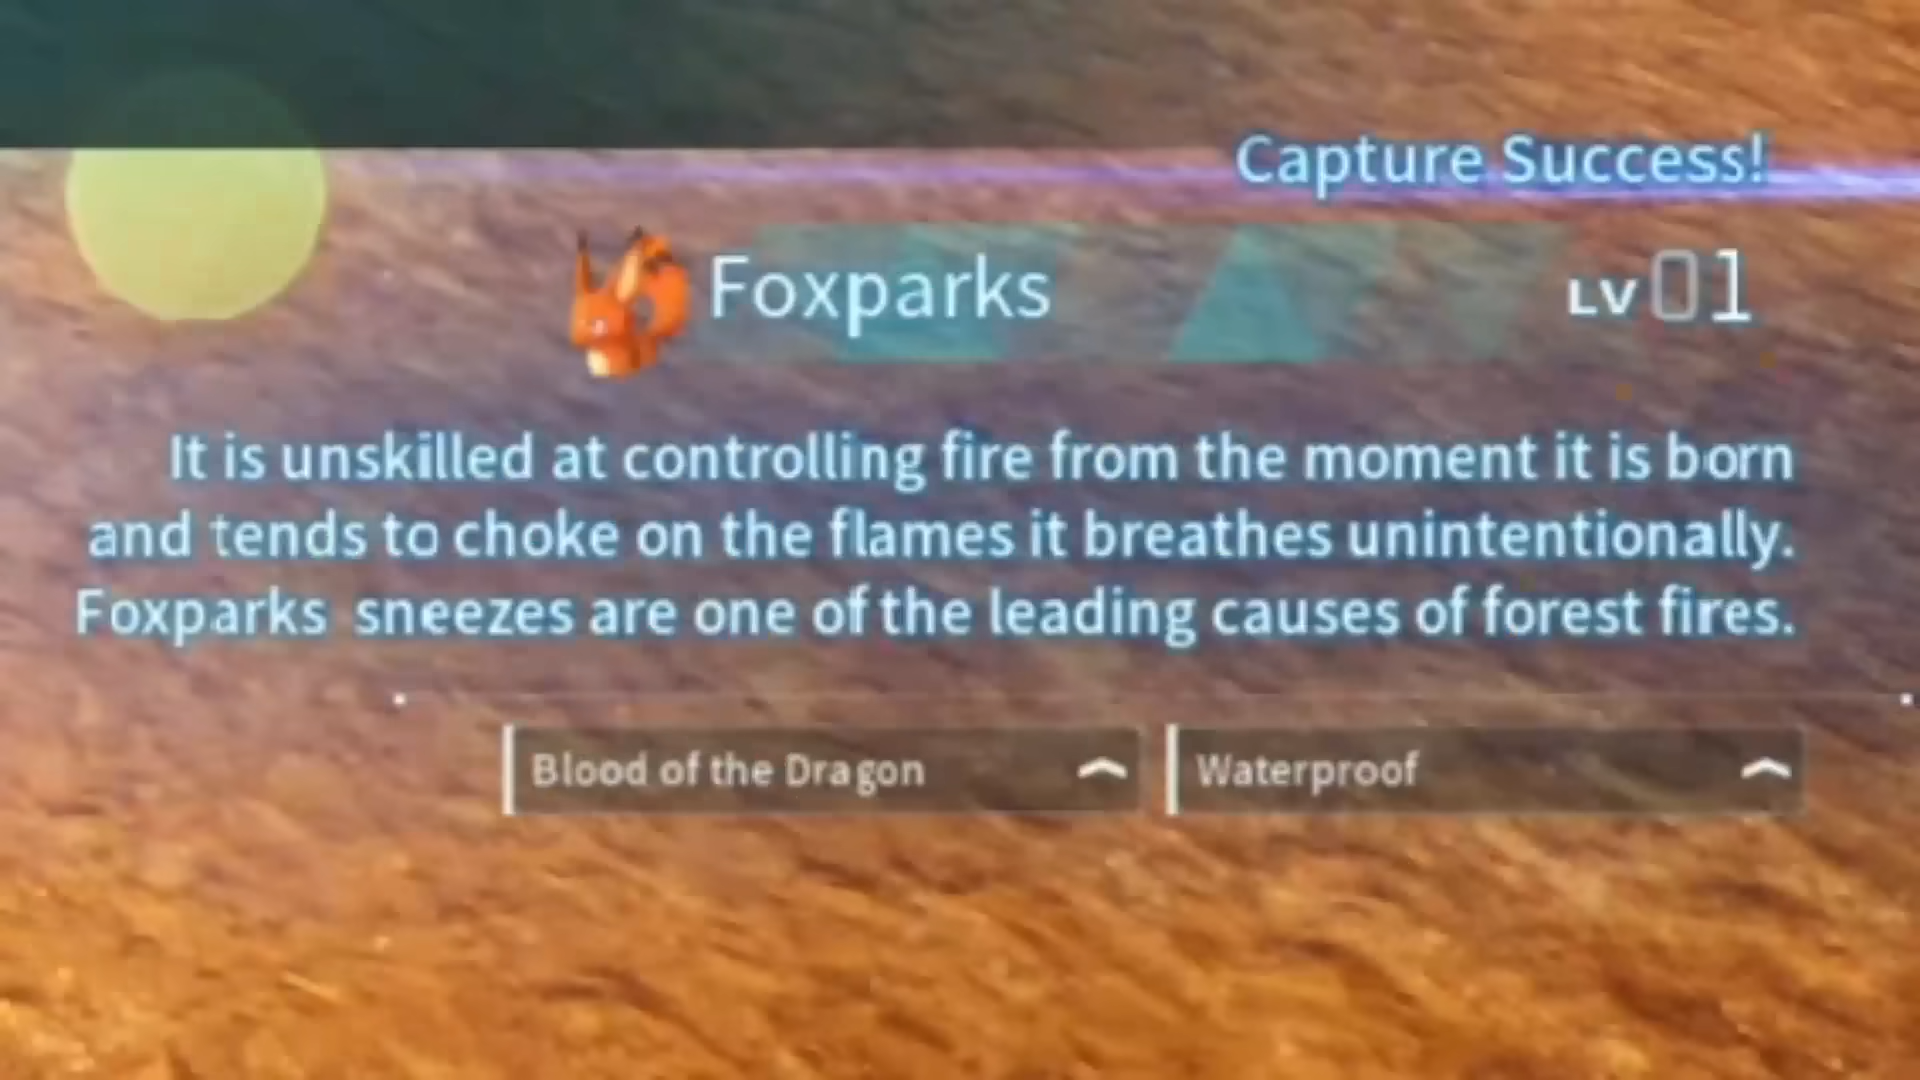 Capture Success!
Foxparks LV 01
It is unskilled at controlling fire from the moment it is born
and tends to choke on the flames it breathes unintentionally.
Foxparks sneezes are one of the leading causes of forest fires.
Blood of the Dragon Waterproof